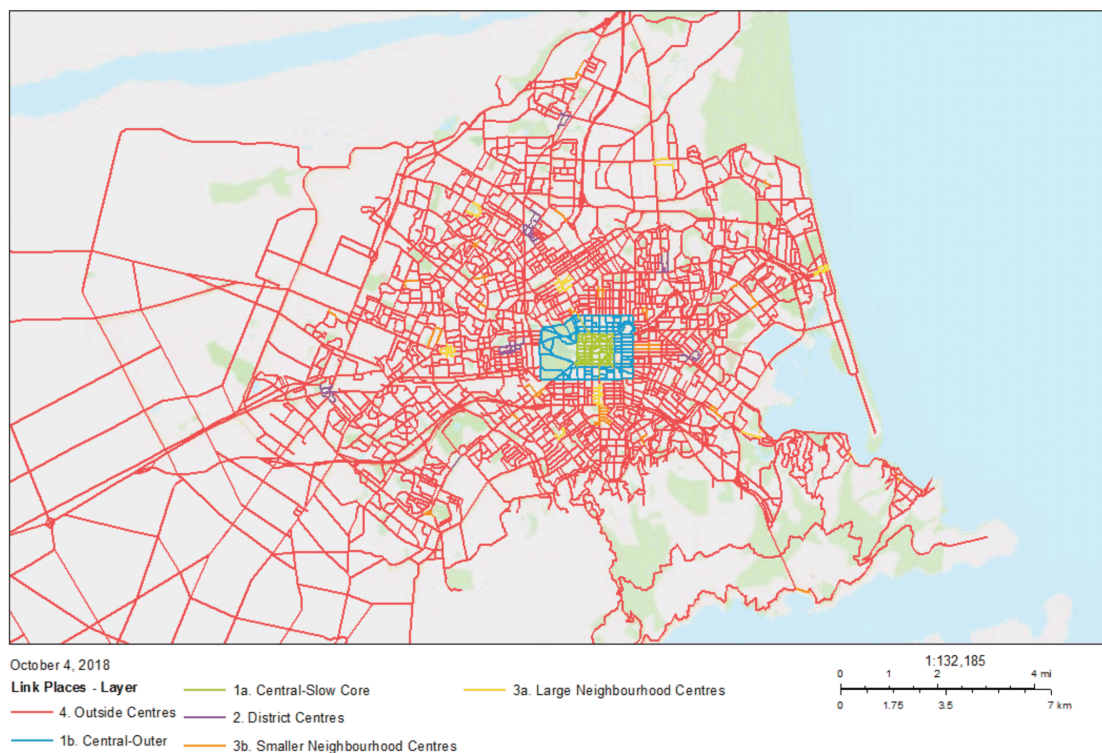 October 4, 2018
Link Places - Layer
4. Outside Centres
1b. Central-Outer
1a. Central-Slow Core
2. District Centres
3b. Smaller Neighbourhood Centres
3a. Large Neighbourhood Centres
1:132,185
0 1 2 4 mi
0 1.75 3.5 7 km